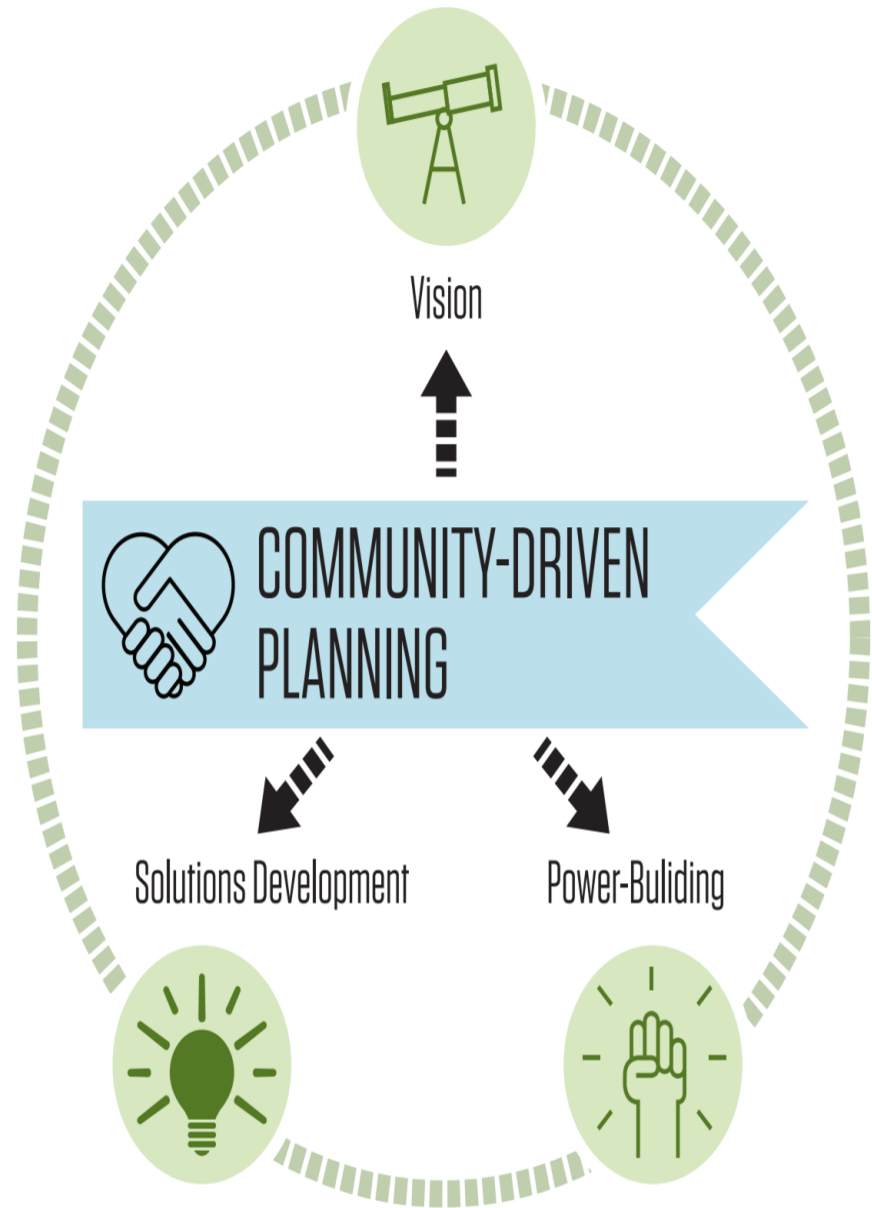 Vision
COMMUNITY-DRIVEN
PLANNING
Solutions Development
Power-Buliding